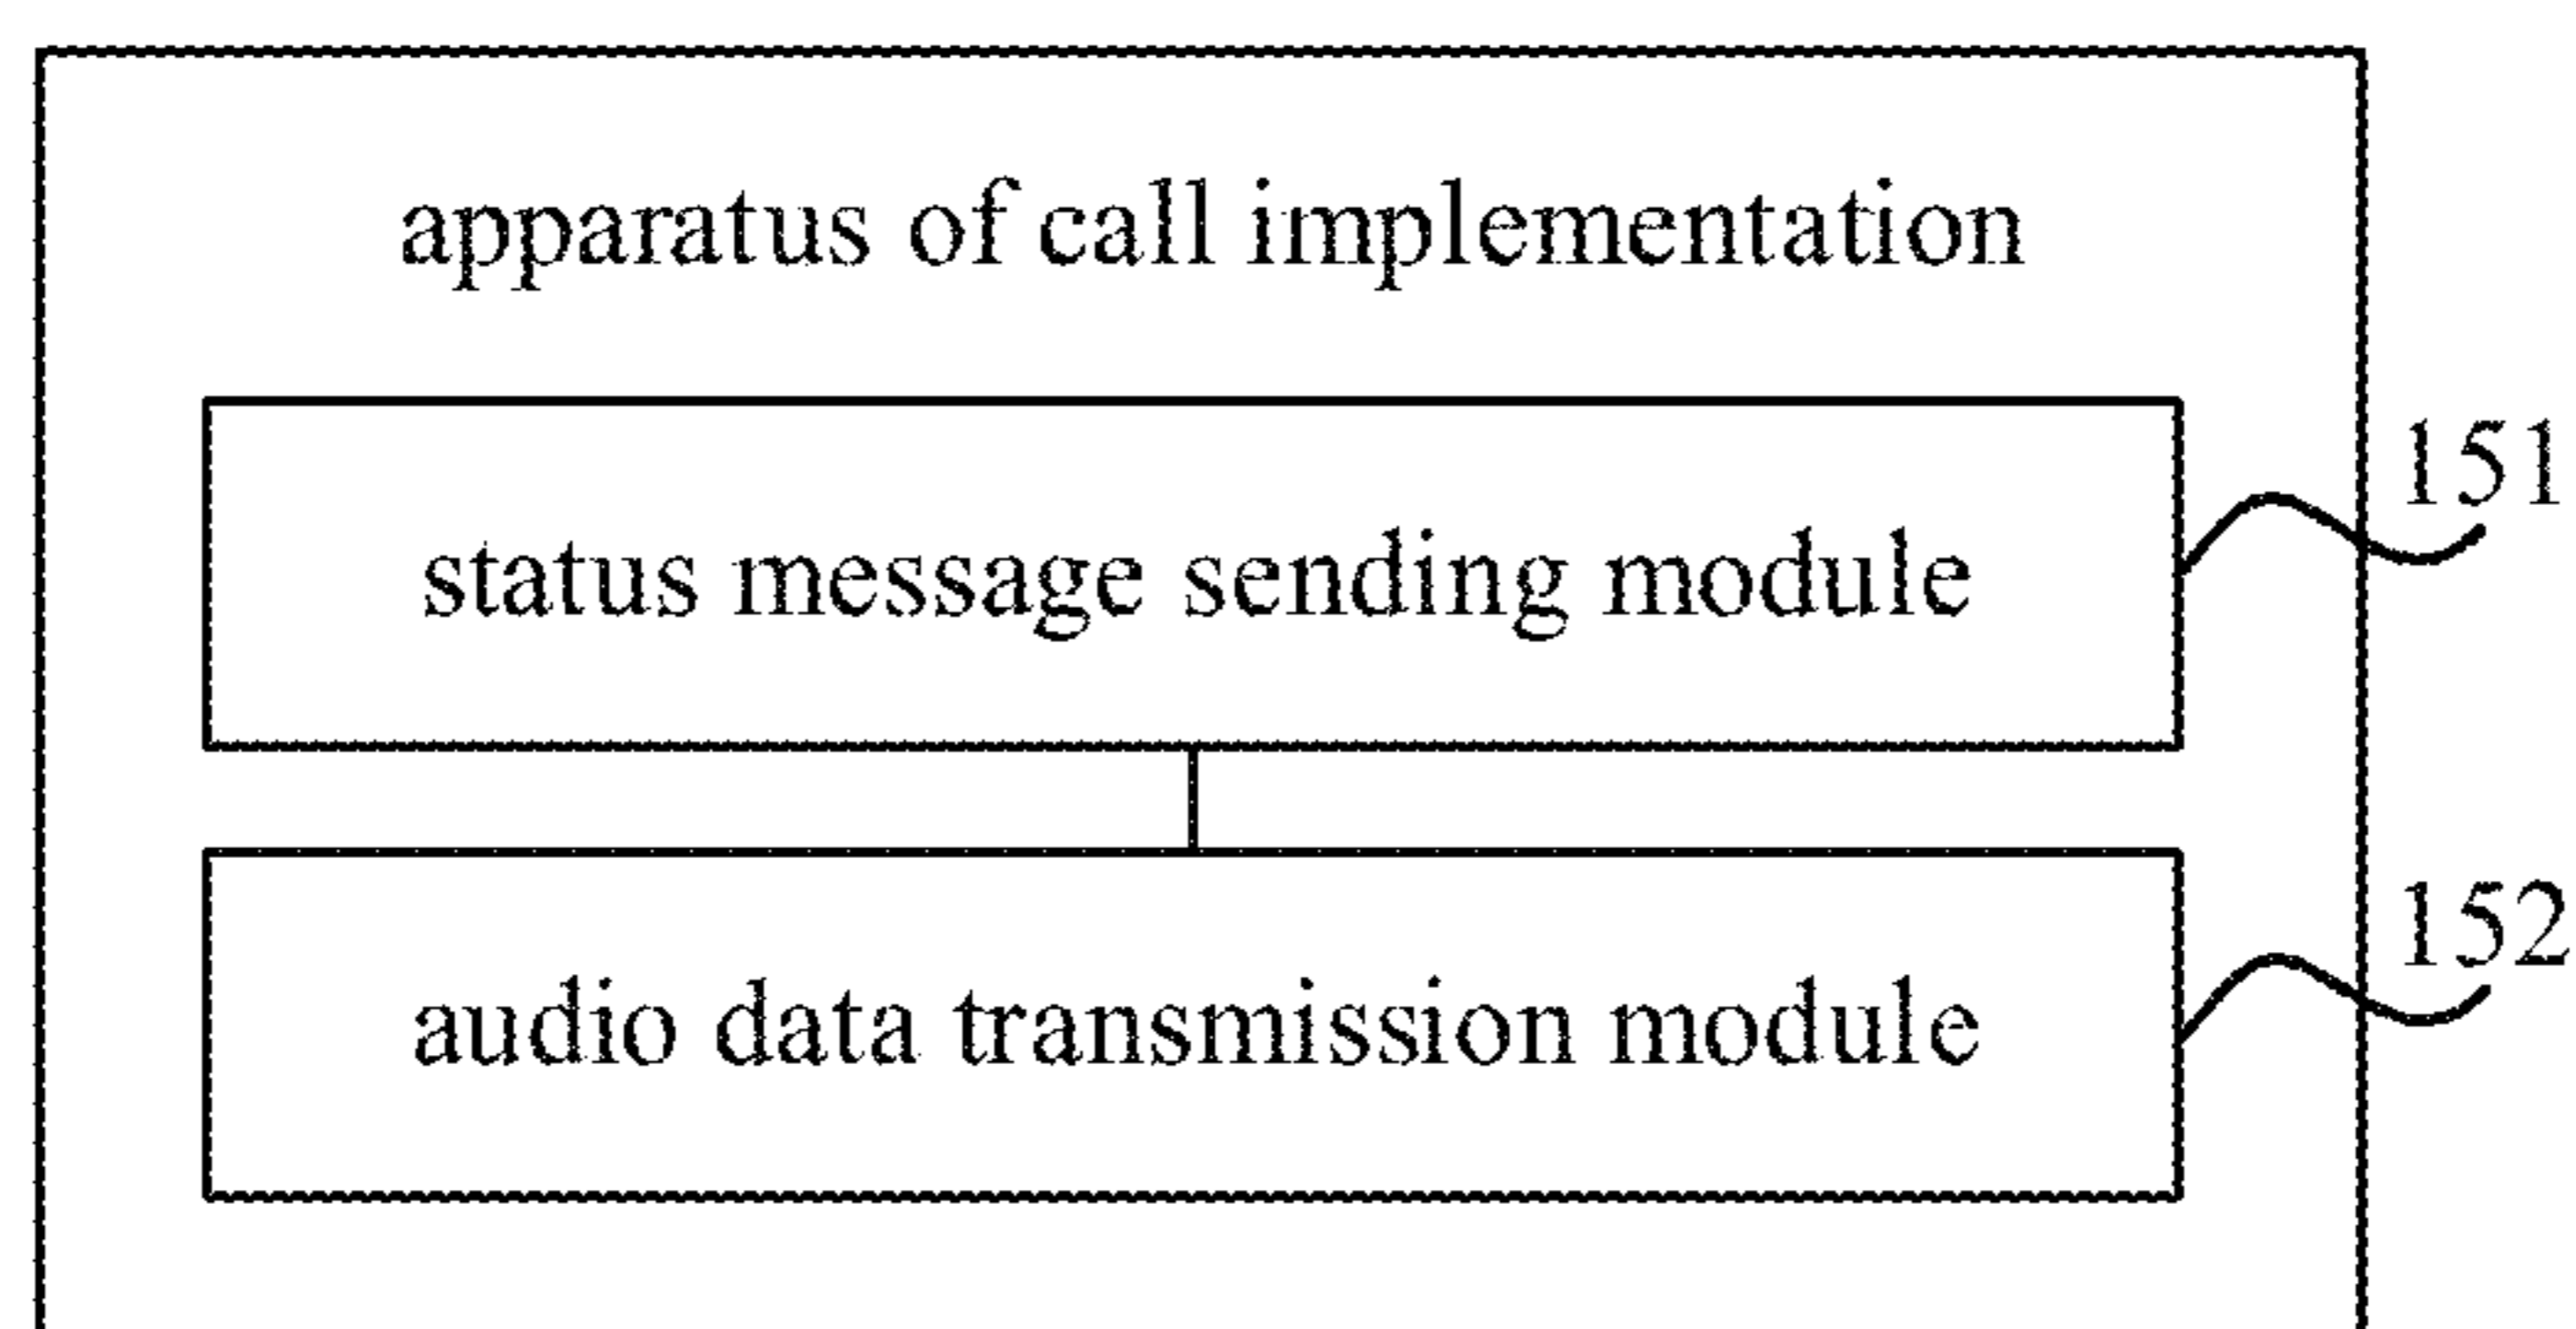 apparatus of call implementation
151
status message sending module
152
audio data transmission module